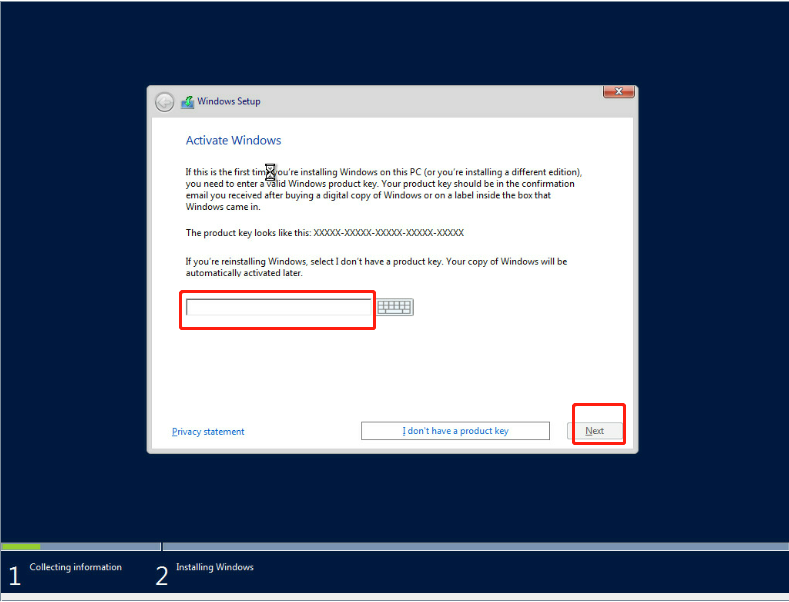 Windows Setup
Activate Windows
If this is the first time you're installing Windows on this PC (or you're installing a different edition),
you need to enter a valid Windows product key. Your product key should be in the confirmation
email you received after buying a digital copy of Windows or on a label inside the box that
Windows came in.
The product key looks like this: XXXXX-XXXXX-XXXXX-XXXXX-XXXXX
If you're reinstalling Windows, select I don't have a product key. Your copy of Windows will be
automatically activated later.
Privacy statement
I don't have a product key
Next
1 Collecting information
2 Installing Windows